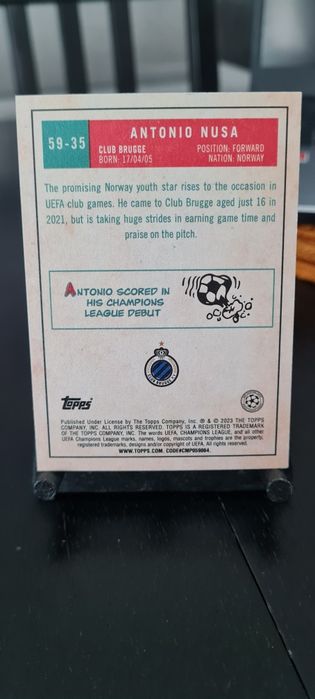 59-35
ANTONIO NUSA
CLUB BRUGGE POSITION: FORWARD
BORN: 17/04/05 NATION: NORWAY
The promising Norway youth star rises to the occasion in
UEFA club games. He came to Club Brugge aged just 16 in
2021, but is taking huge strides in earning game time and
praise on the pitch.
ANTONIO SCORED IN
HIS CHAMPIONS
LEAGUE DEBUT
CLUB BRUGGE K.V.
Topps
Published Under License by The Topps Company, Inc. ® & © 2023 THE TOPPS
COMPANY, INC. ALL RIGHTS RESERVED. TOPPS IS A REGISTERED TRADEMARK
OF THE TOPPS COMPANY, INC. The words UEFA, CHAMPIONS LEAGUE, and all other
UEFA Champions League marks, names, logos, mascots and trophies are the property,
registered trademarks, designs and/or copyright of UEFA. All rights reserved.
WWW.TOPPS.COM. CODE#CMP059064